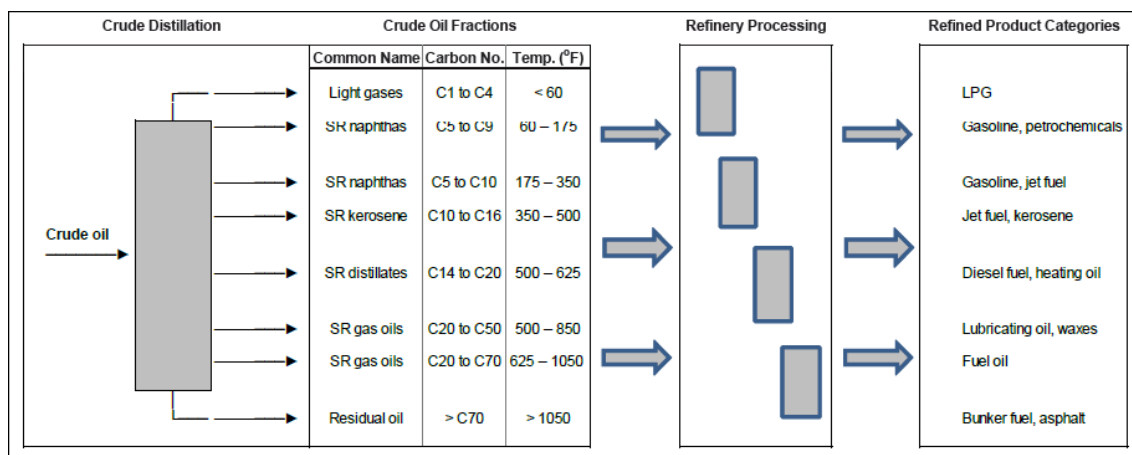 Crude Distillation Crude Oil Fractions Refinery Processing Refined Product Categories
Common Name Carbon No. Temp. (⁰F)
Light gases C1 to C4 < 60 LPG
SR naphthas C5 to C9 60 – 175 Gasoline, petrochemicals
SR naphthas C5 to C10 175 – 350 Gasoline, jet fuel
SR kerosene C10 to C16 350 – 500 Jet fuel, kerosene
Crude oil
SR distillates C14 to C20 500 – 625 Diesel fuel, heating oil
SR gas oils C20 to C50 500 – 850 Lubricating oil, waxes
SR gas oils C20 to C70 625 – 1050 Fuel oil
Residual oil > C70 > 1050 Bunker fuel, asphalt